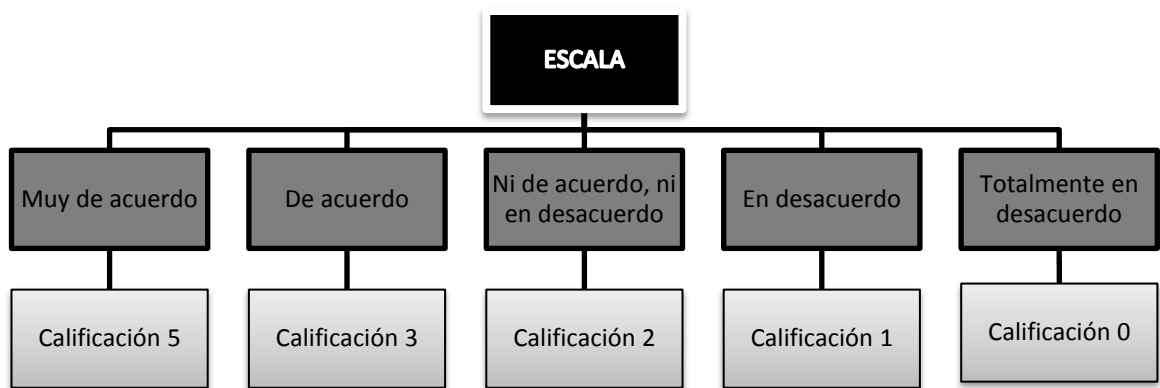 ESCALA
Muy de acuerdo
De acuerdo
Ni de acuerdo, ni
en desacuerdo
En desacuerdo
Totalmente en
desacuerdo
Calificación 5
Calificación 3
Calificación 2
Calificación 1
Calificación 0